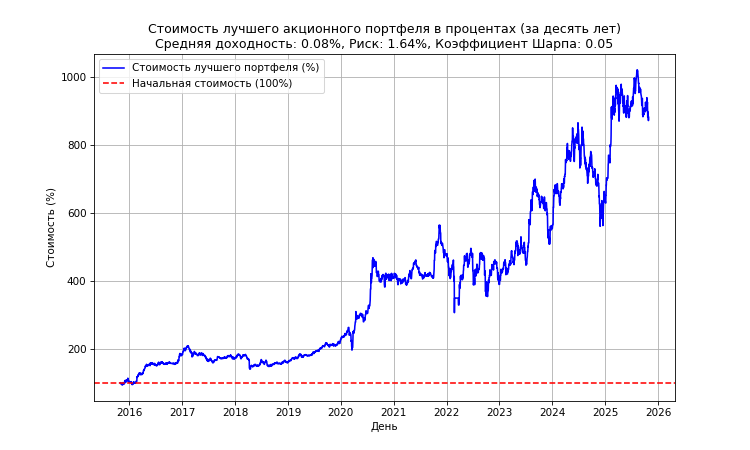 Стоимость лучшего акционного портфеля в процентах (за десять лет)
Средняя доходность: 0.08%, Риск: 1.64%, Коэффициент Шарпа: 0.05
Стоимость лучшего портфеля (%)
Начальная стоимость (100%)
Стоимость (%)
1000
800
600
400
200
2016 2017 2018 2019 2020 2021 2022 2023 2024 2025 2026
День